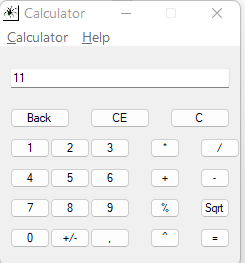 Calculator
Calculator Help
11
Back CE C
1 2 3 * /
4 5 6 + -
7 8 9 % Sqrt
0 +/- , ^ =